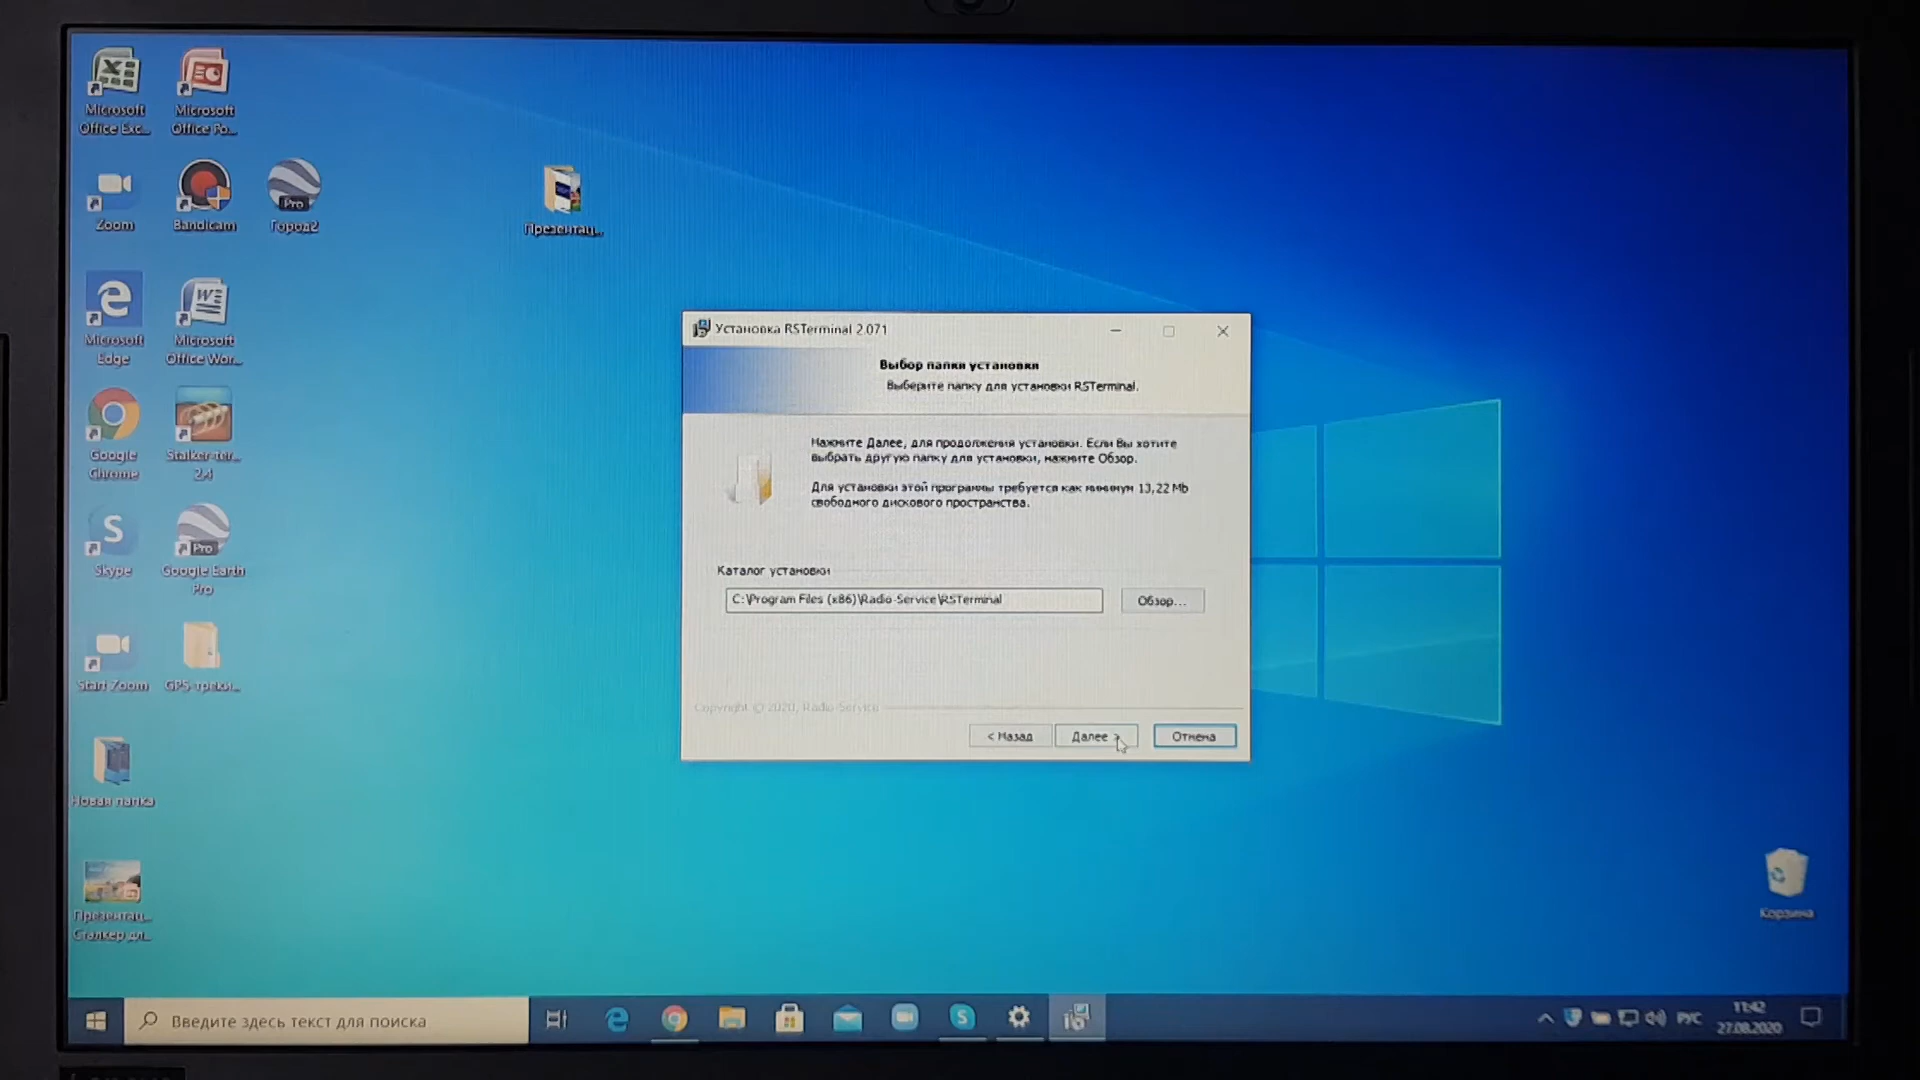 Microsoft
Office Exc...
Microsoft
Office Po...
Zoom
Bandicam
Pro
Город2
Презентац...
Microsoft
Edge
Microsoft
Office Wor...
Google
Chrome
Stalker-ter...
2.4
Skype
Pro
Google Earth
Pro
Start Zoom
GPS-треки...
Новая папка
Презентац...
Сталкер дл...
Установка RSTerminal 2.071
Выбор папки установки
Выберите папку для установки RSTerminal.
Нажмите Далее, для продолжения установки. Если Вы хотите
выбрать другую папку для установки, нажмите Обзор.
Для установки этой программы требуется как минимум 13,22 Mb
свободного дискового пространства.
Каталог установки
C:\Program Files (x86)\Radio-Service\RSTerminal
Обзор...
Copyright © 2020, Radio-Service
< Назад
Далее >
Отмена
Корзина
Введите здесь текст для поиска
РУС
11:42
27.08.2020